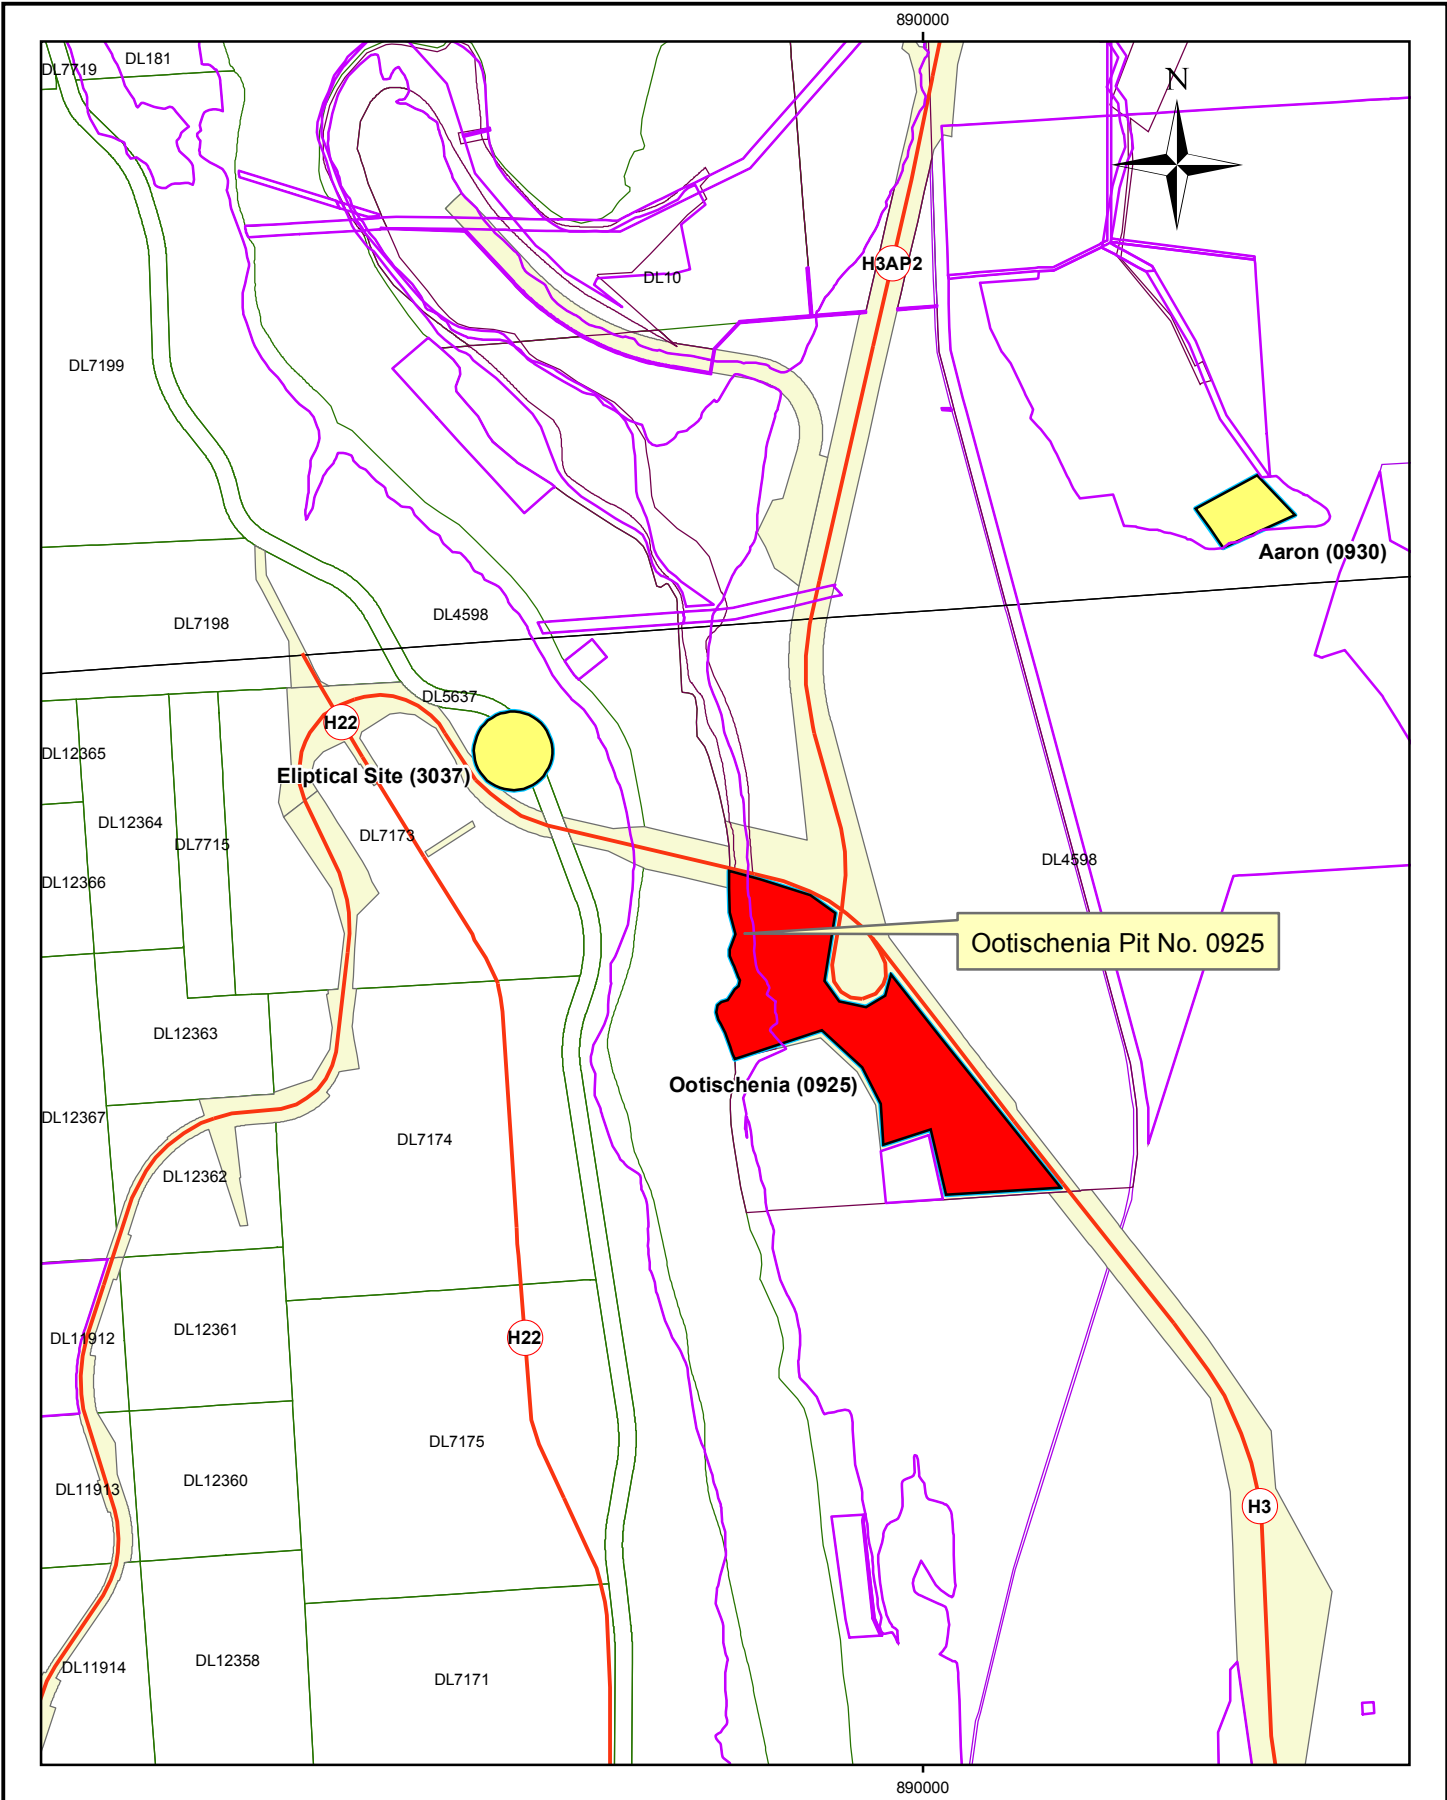 890000
DL7719
DL181
N
H3AP2
DL10
DL7199
Aaron (0930)
DL7198
DL4598
DL5637
H22
DL12365
Eliptical Site (3037)
DL12364
DL7173
DL7715
DL4598
DL12366
Ootischenia Pit No. 0925
DL12363
Ootischenia (0925)
DL12367
DL7174
DL12362
DL12361
DL11912
H22
DL7175
DL12360
DL11913
H3
DL12358
DL11914
DL7171
890000